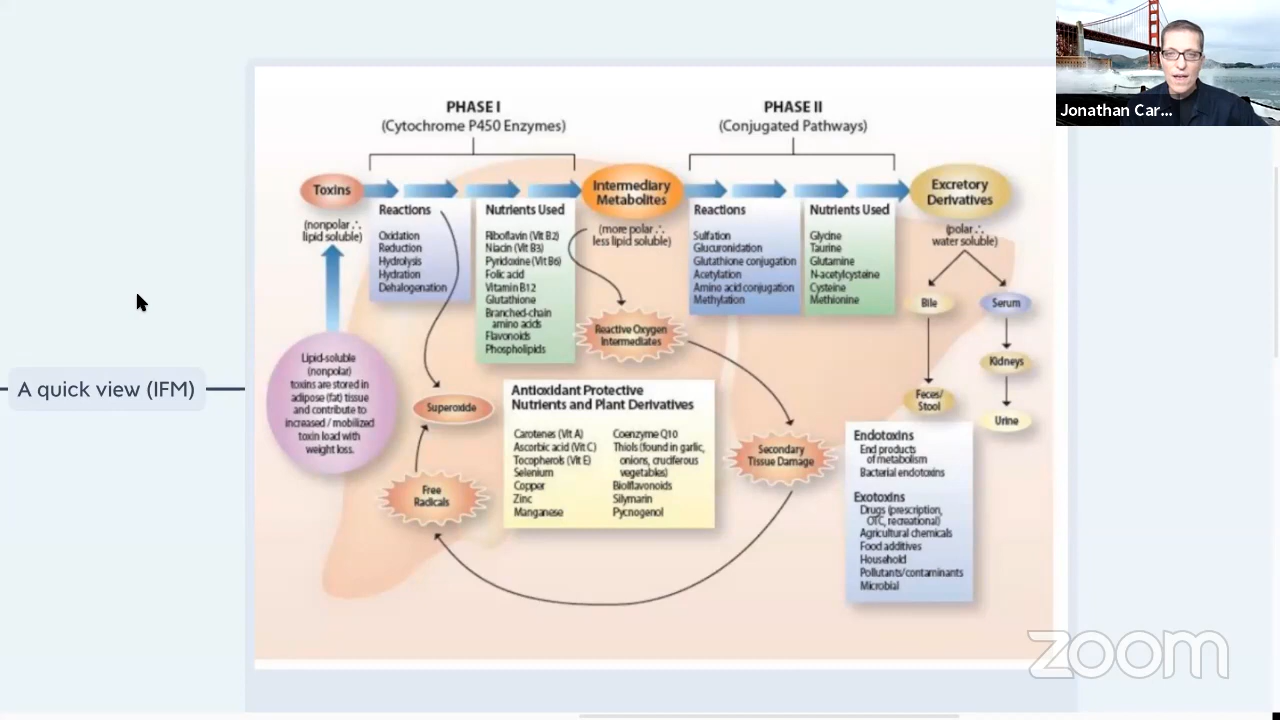 Jonathan Car...
PHASE I
(Cytochrome P450 Enzymes)
PHASE II
(Conjugated Pathways)
Toxins
(nonpolar ∴
lipid soluble)
Reactions
Oxidation
Reduction
Hydrolysis
Hydration
Dehalogenation
Nutrients Used
Riboflavin (Vit B2)
Niacin (Vit B3)
Pyridoxine (Vit B6)
Folic acid
Vitamin B12
Glutathione
Branched-chain
amino acids
Flavonoids
Phospholipids
Intermediary
Metabolites
(more polar ∴
less lipid soluble)
Reactions
Sulfation
Glucuronidation
Glutathione conjugation
Acetylation
Amino acid conjugation
Methylation
Nutrients Used
Glycine
Taurine
Glutamine
N-acetylcysteine
Cysteine
Methionine
Excretory
Derivatives
(polar ∴
water soluble)
Bile
Serum
Kidneys
Feces/
Stool
Urine
Reactive Oxygen
Intermediates
Lipid-soluble
(nonpolar)
toxins are stored in
adipose (fat) tissue
and contribute to
increased / mobilized
toxin load with
weight loss.
A quick view (IFM)
Superoxide
Free
Radicals
Antioxidant Protective
Nutrients and Plant Derivatives
Carotenes (Vit A)
Ascorbic acid (Vit C)
Tocopherols (Vit E)
Selenium
Copper
Zinc
Manganese
Coenzyme Q10
Thiols (found in garlic,
onions, cruciferous
vegetables)
Bioflavonoids
Silymarin
Pycnogenol
Secondary
Tissue Damage
Endotoxins
End products
of metabolism
Bacterial endotoxins
Exotoxins
Drugs (prescription,
OTC, recreational)
Agricultural chemicals
Food additives
Household
Pollutants/contaminants
Microbial
zoom